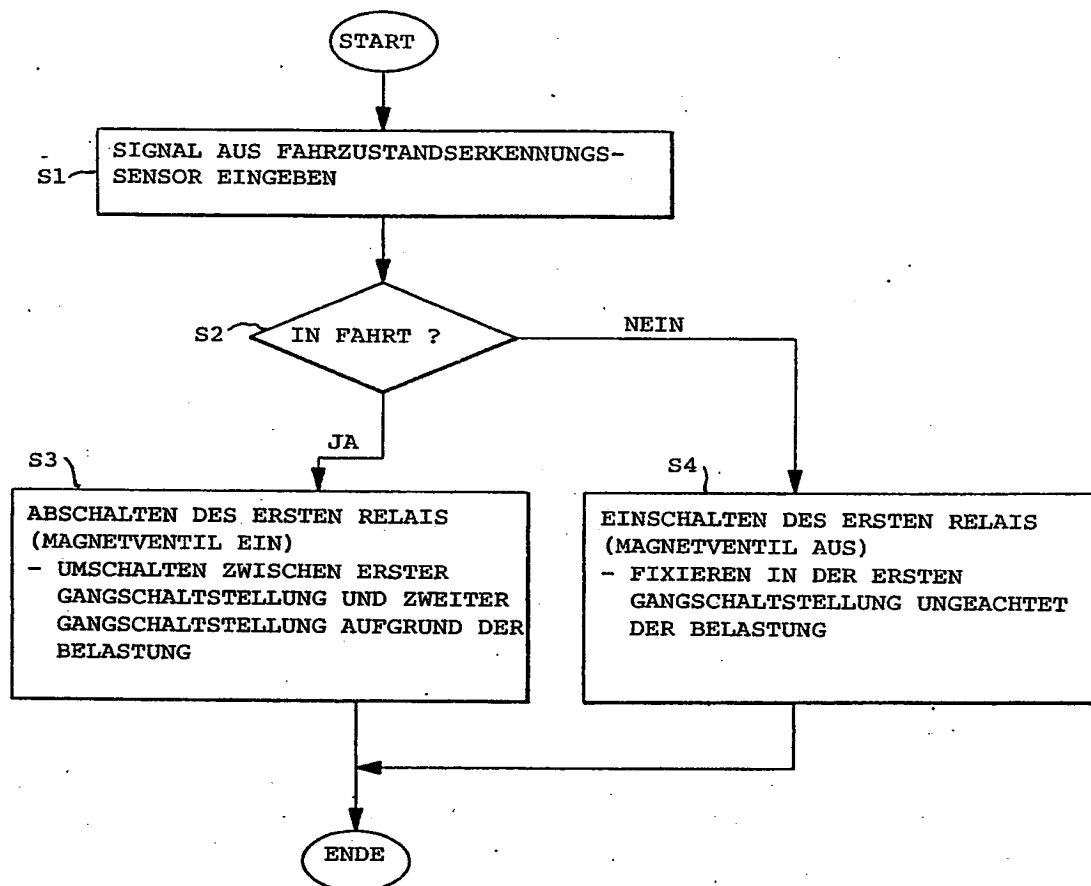 START
S1
SIGNAL AUS FAHRZUSTANDSERKENNUNGS-
SENSOR EINGEBEN
S2
IN FAHRT ?
NEIN
JA
S3
ABSCHALTEN DES ERSTEN RELAIS
(MAGNETVENTIL EIN)
- UMSCHALTEN ZWISCHEN ERSTER
GANGSCHALTSTELLUNG UND ZWEITER
GANGSCHALTSTELLUNG AUFGRUND DER
BELASTUNG
S4
EINSCHALTEN DES ERSTEN RELAIS
(MAGNETVENTIL AUS)
- FIXIEREN IN DER ERSTEN
GANGSCHALTSTELLUNG UNGEACHTET
DER BELASTUNG
ENDE